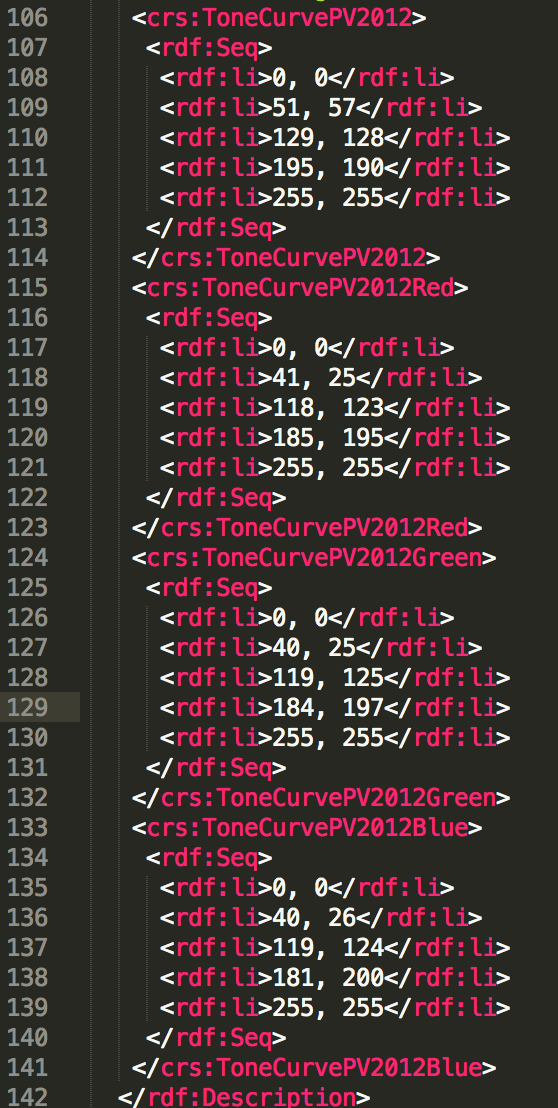 106 <crs:ToneCurvePV2012>
107 <rdf:Seq>
108 <rdf:li>0, 0</rdf:li>
109 <rdf:li>51, 57</rdf:li>
110 <rdf:li>129, 128</rdf:li>
111 <rdf:li>195, 190</rdf:li>
112 <rdf:li>255, 255</rdf:li>
113 </rdf:Seq>
114 </crs:ToneCurvePV2012>
115 <crs:ToneCurvePV2012Red>
116 <rdf:Seq>
117 <rdf:li>0, 0</rdf:li>
118 <rdf:li>41, 25</rdf:li>
119 <rdf:li>118, 123</rdf:li>
120 <rdf:li>185, 195</rdf:li>
121 <rdf:li>255, 255</rdf:li>
122 </rdf:Seq>
123 </crs:ToneCurvePV2012Red>
124 <crs:ToneCurvePV2012Green>
125 <rdf:Seq>
126 <rdf:li>0, 0</rdf:li>
127 <rdf:li>40, 25</rdf:li>
128 <rdf:li>119, 125</rdf:li>
129 <rdf:li>184, 197</rdf:li>
130 <rdf:li>255, 255</rdf:li>
131 </rdf:Seq>
132 </crs:ToneCurvePV2012Green>
133 <crs:ToneCurvePV2012Blue>
134 <rdf:Seq>
135 <rdf:li>0, 0</rdf:li>
136 <rdf:li>40, 26</rdf:li>
137 <rdf:li>119, 124</rdf:li>
138 <rdf:li>181, 200</rdf:li>
139 <rdf:li>255, 255</rdf:li>
140 </rdf:Seq>
141 </crs:ToneCurvePV2012Blue>
142 </rdf:Description>